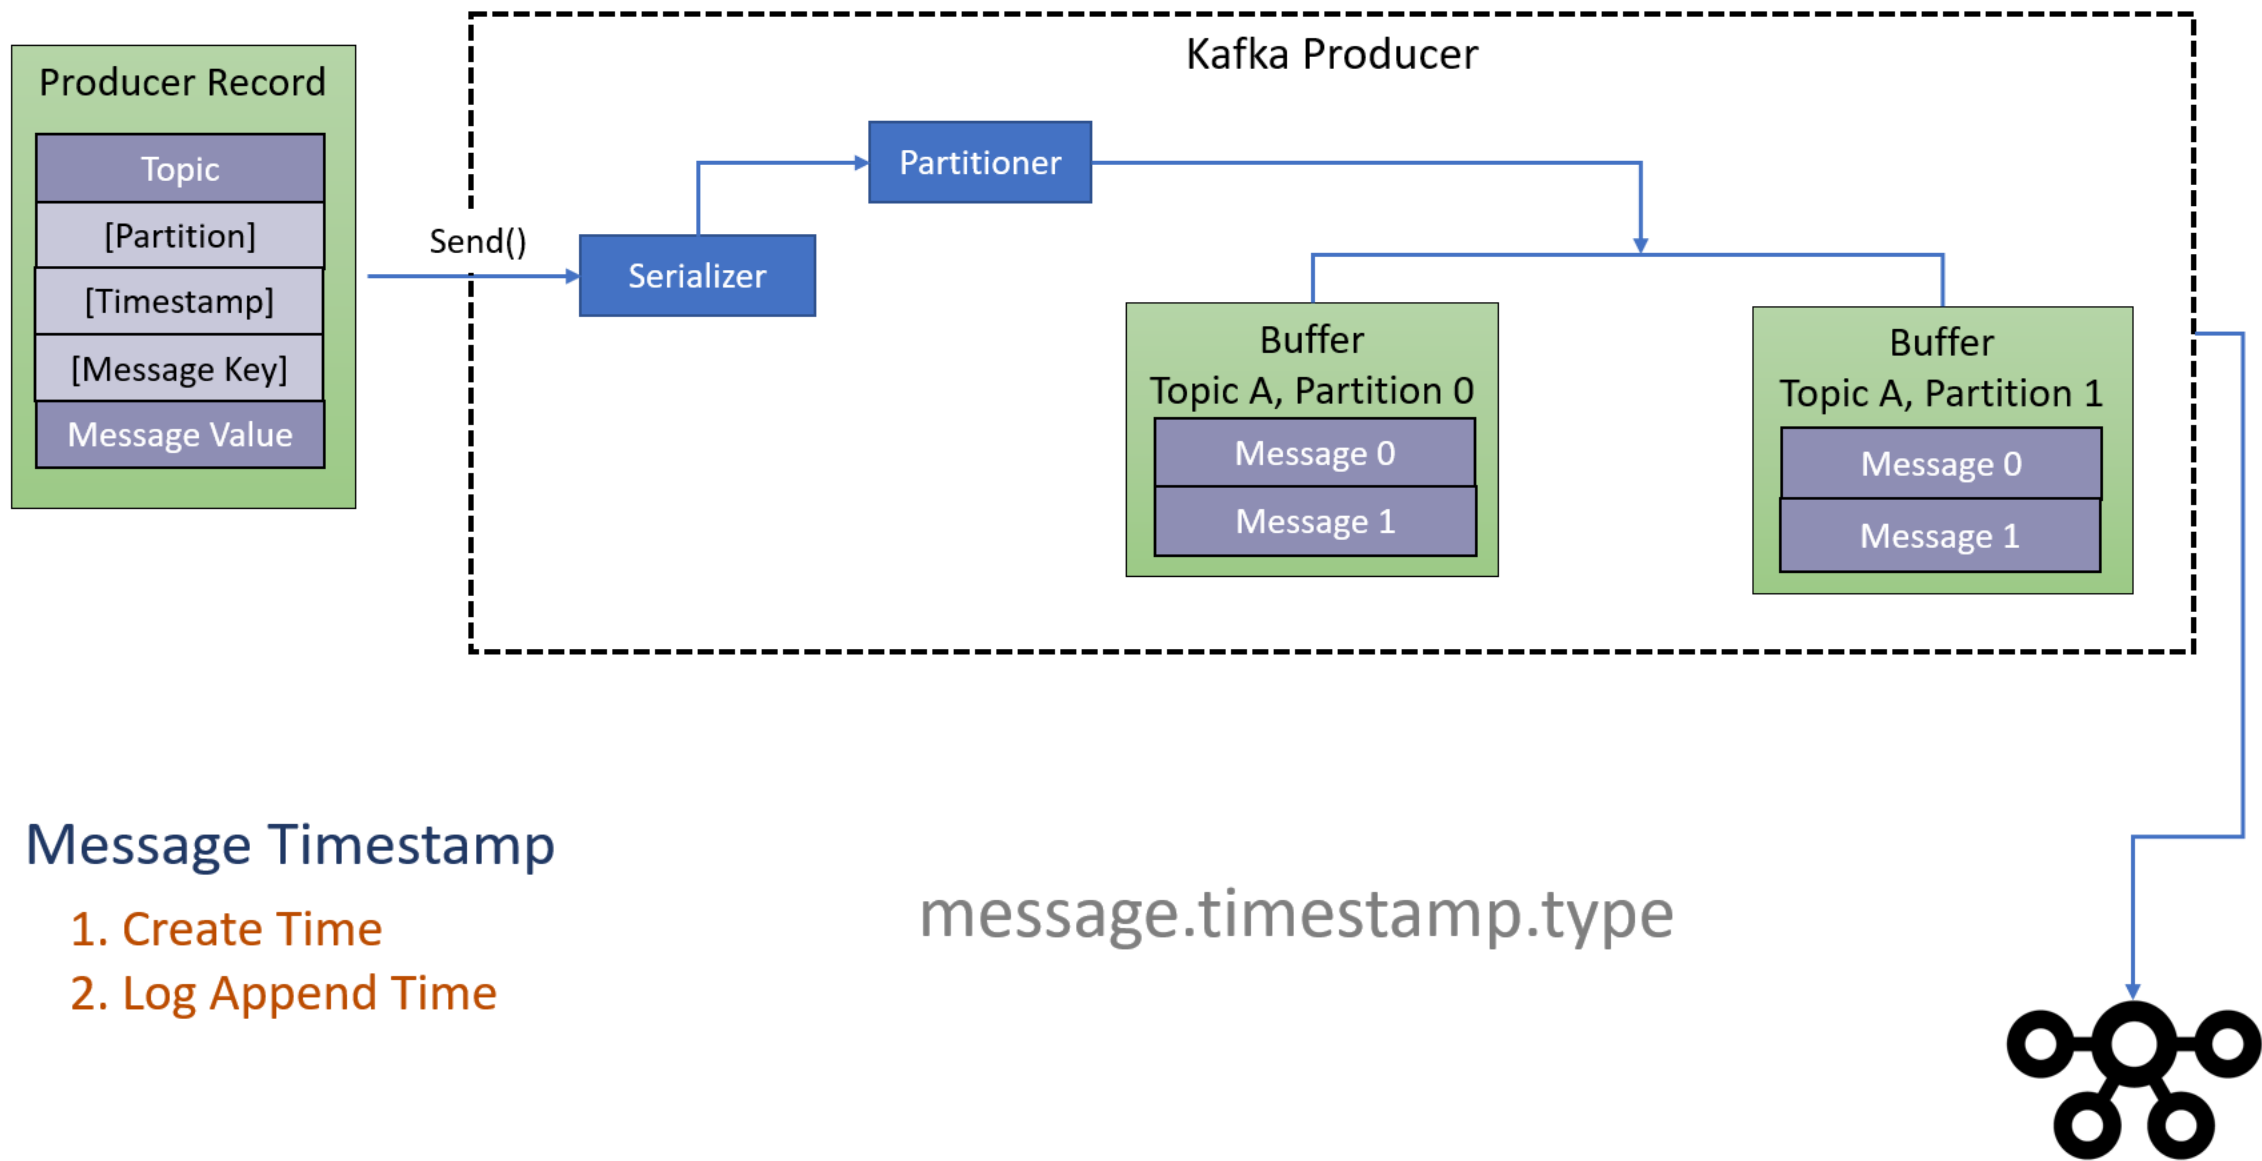 Kafka Producer
Producer Record
Topic
[Partition]
[Timestamp]
[Message Key]
Message Value
Send()
Serializer
Partitioner
Buffer
Topic A, Partition 0
Message 0
Message 1
Buffer
Topic A, Partition 1
Message 0
Message 1
Message Timestamp
1. Create Time
2. Log Append Time
message.timestamp.type